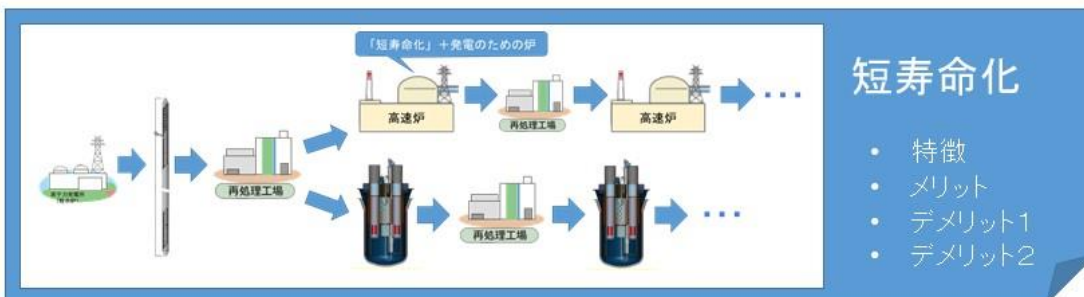 「短寿命化」＋発電のための炉
高速炉
再処理工場
高速炉
再処理工場
再処理工場
短寿命化
• 特徴
• メリット
• デメリット1
• デメリット2